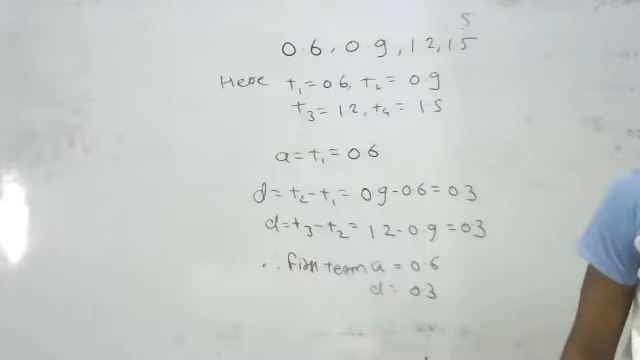 5
0.6, 0.9, 1.2, 1.5
Here t₁ = 0.6, t₂ = 0.9
t₃ = 1.2, t₄ = 1.5
a = t₁ = 0.6
d = t₂ - t₁ = 0.9 - 0.6 = 0.3
d = t₃ - t₂ = 1.2 - 0.9 = 0.3
∴ first term a = 0.6
d = 0.3